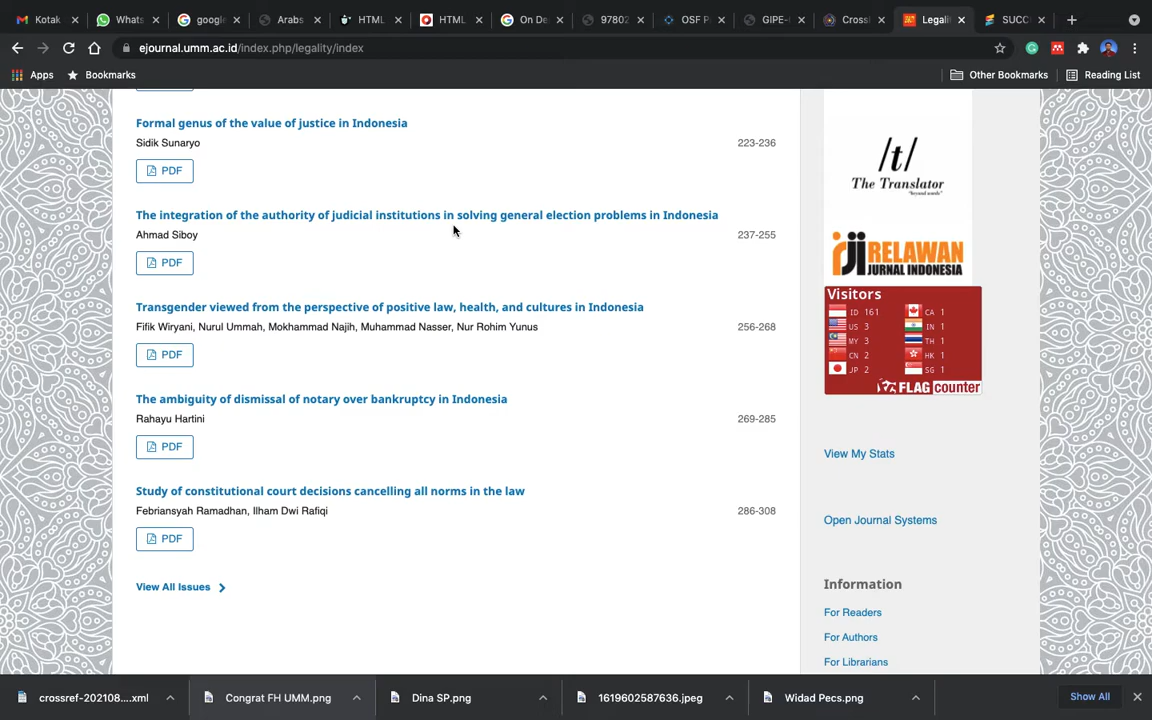 Kotak
Whats
google
Arabs
HTML
HTML
On De
97802
OSF P
GIPE-
Cross
Legali
SUCC
ejournal.umm.ac.id/index.php/legality/index
Apps
Bookmarks
Other Bookmarks
Reading List
Formal genus of the value of justice in Indonesia
Sidik Sunaryo
223-236
PDF
The integration of the authority of judicial institutions in solving general election problems in Indonesia
Ahmad Siboy
237-255
PDF
Transgender viewed from the perspective of positive law, health, and cultures in Indonesia
Fifik Wiryani, Nurul Ummah, Mokhammad Najih, Muhammad Nasser, Nur Rohim Yunus
256-268
PDF
The ambiguity of dismissal of notary over bankruptcy in Indonesia
Rahayu Hartini
269-285
PDF
Study of constitutional court decisions cancelling all norms in the law
Febriansyah Ramadhan, Ilham Dwi Rafiqi
286-308
PDF
View All Issues
/t/
The Translator
"beyond words"
rji RELAWAN
JURNAL INDONESIA
Visitors
ID 161 CA 1
US 3 IN 1
MY 3 TH 1
CN 2 HK 1
JP 2 SG 1
FLAG counter
View My Stats
Open Journal Systems
Information
For Readers
For Authors
For Librarians
crossref-202108....xml
Congrat FH UMM.png
Dina SP.png
1619602587636.jpeg
Widad Pecs.png
Show All